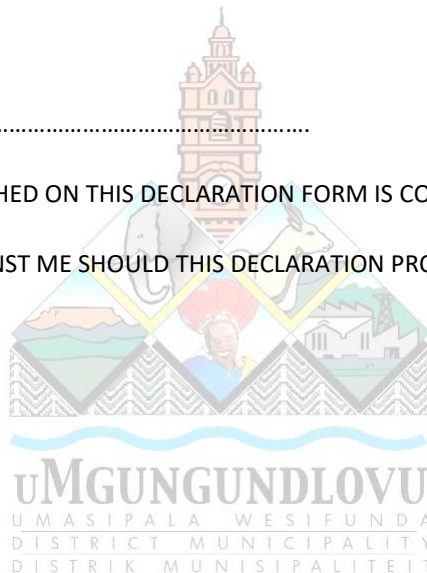 ………………………………………………….
HED ON THIS DECLARATION FORM IS CO
NST ME SHOULD THIS DECLARATION PRO
UMGUNGUNDLOVU
UMASIPALA WESIFUNDA
DISTRICT MUNICIPALITY
DISTRIK MUNISIPALITEIT